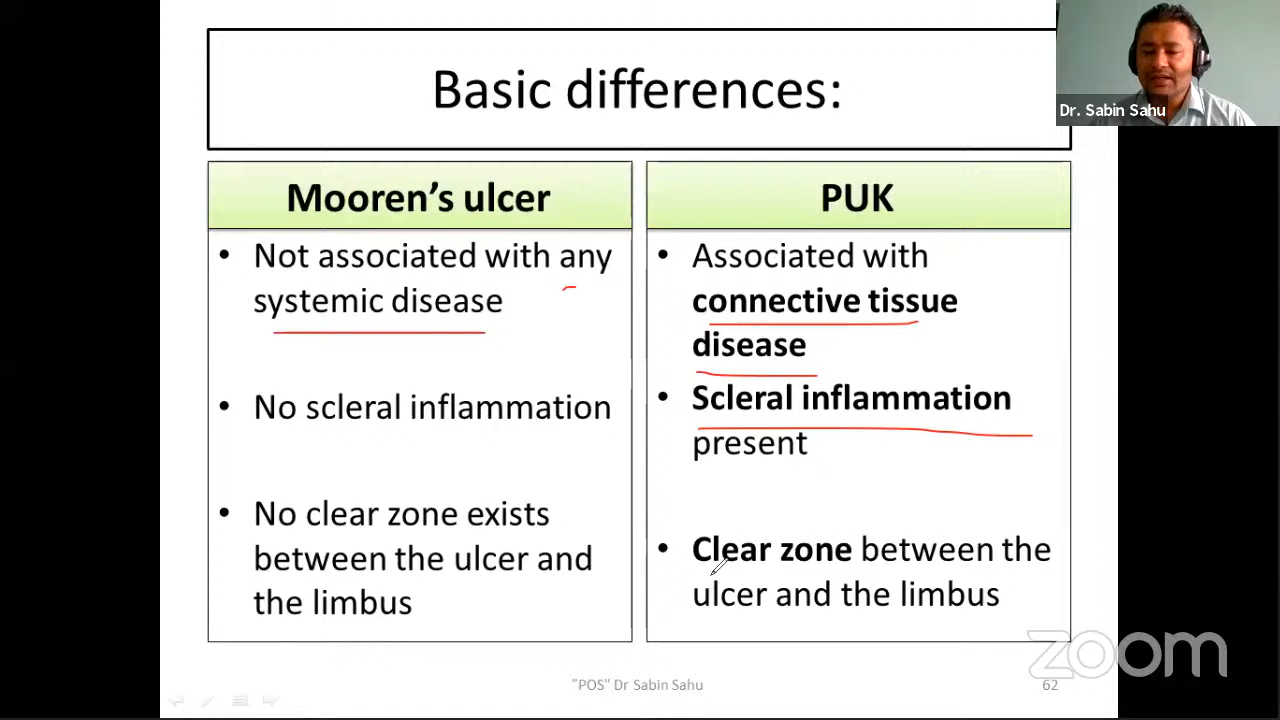 Basic differences:
Dr. Sabin Sahu
Mooren’s ulcer
• Not associated with any
systemic disease
• No scleral inflammation
• No clear zone exists
between the ulcer and
the limbus
PUK
• Associated with
connective tissue
disease
• Scleral inflammation
present
• Clear zone between the
ulcer and the limbus
zoom
"POS" Dr Sabin Sahu
62